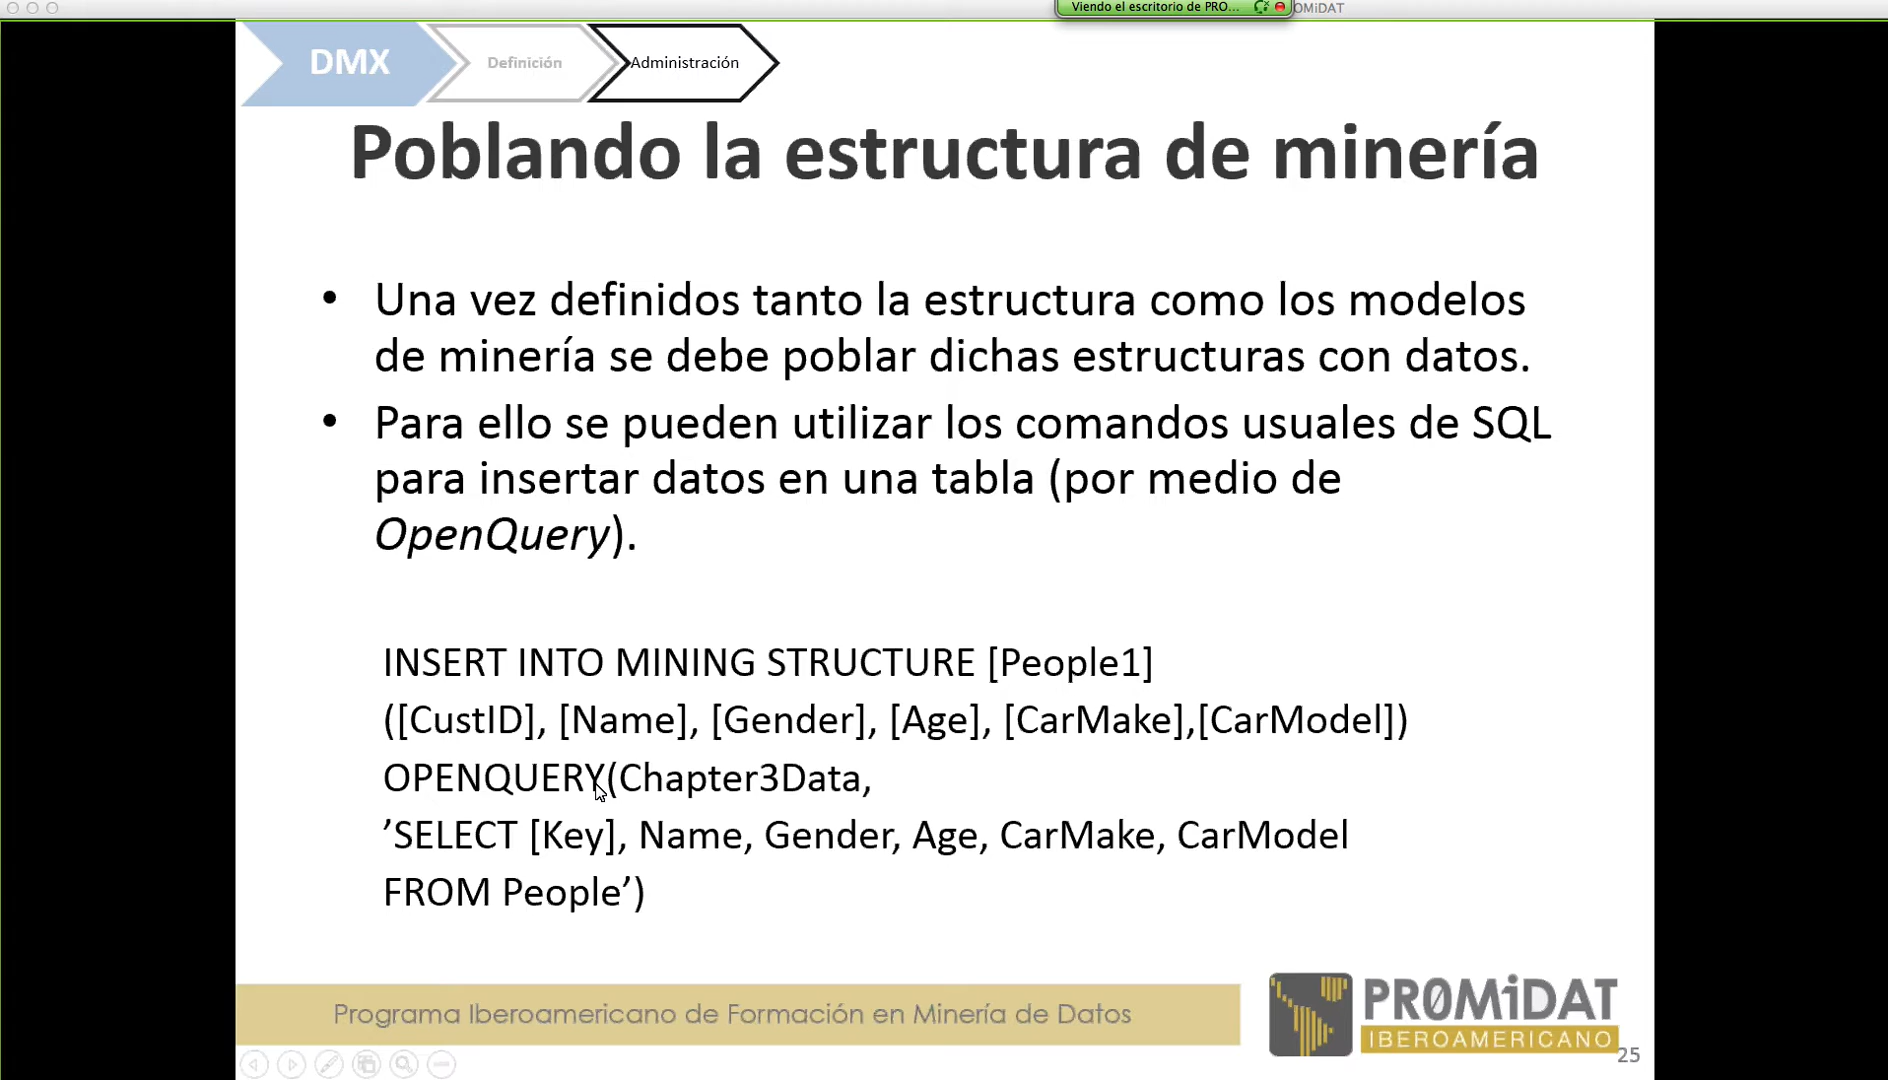 Viendo el escritorio de PRO...
OMiDAT
DMX
Definición
Administración
Poblando la estructura de minería
• Una vez definidos tanto la estructura como los modelos
de minería se debe poblar dichas estructuras con datos.
• Para ello se pueden utilizar los comandos usuales de SQL
para insertar datos en una tabla (por medio de
OpenQuery).
INSERT INTO MINING STRUCTURE [People1]
([CustID], [Name], [Gender], [Age], [CarMake],[CarModel])
OPENQUERY(Chapter3Data,
’SELECT [Key], Name, Gender, Age, CarMake, CarModel
FROM People’)
Programa Iberoamericano de Formación en Minería de Datos
PR0MiDAT
IBEROAMERICANO
25